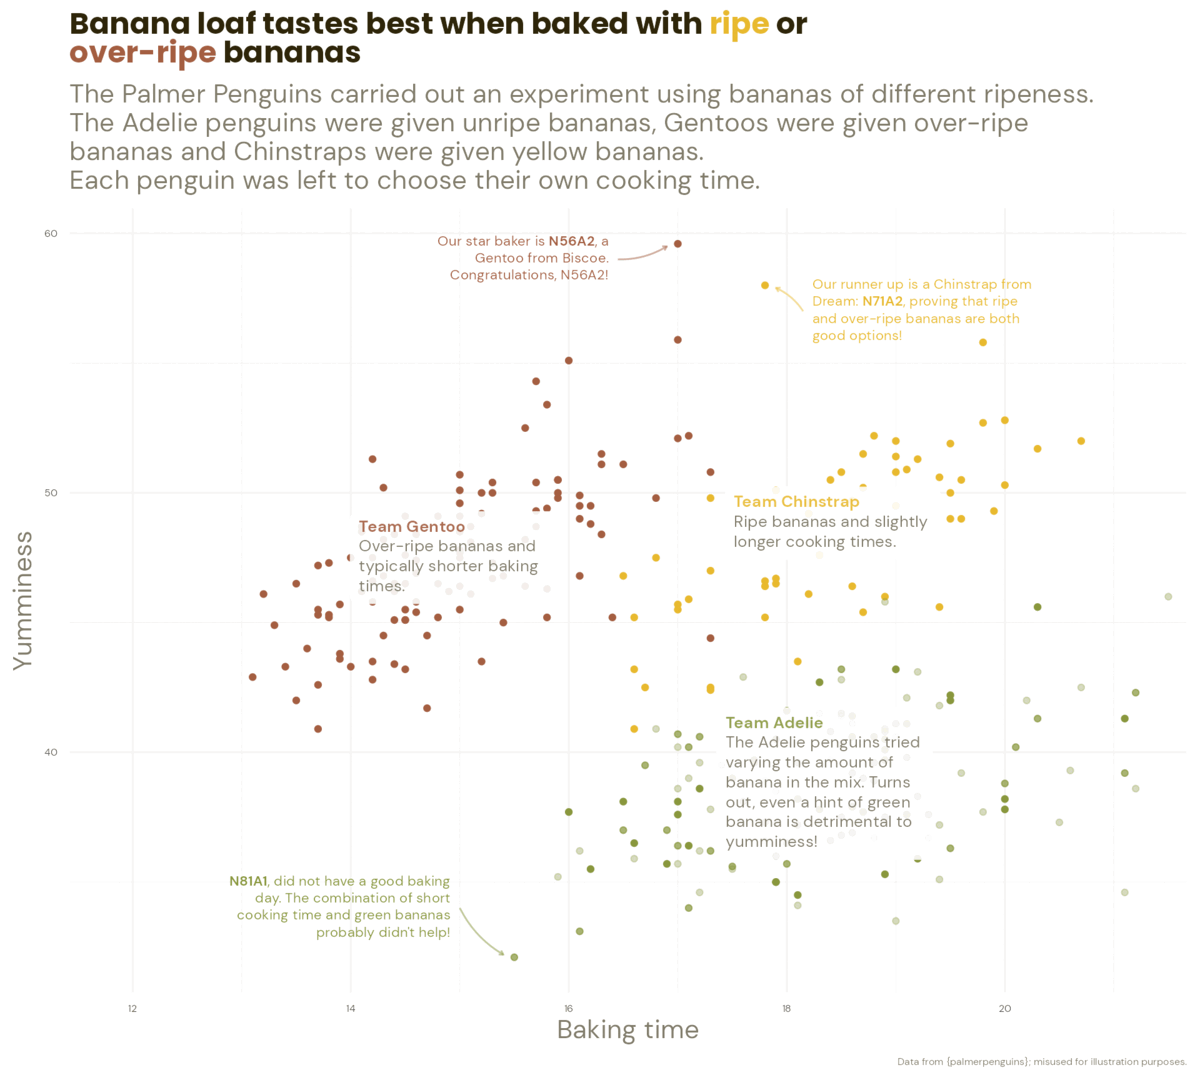 Banana loaf tastes best when baked with ripe or
over-ripe bananas
The Palmer Penguins carried out an experiment using bananas of different ripeness.
The Adelie penguins were given unripe bananas, Gentoos were given over-ripe
bananas and Chinstraps were given yellow bananas.
Each penguin was left to choose their own cooking time.
60
50
40
Yumminess
Our star baker is N56A2, a
Gentoo from Biscoe.
Congratulations, N56A2!
Our runner up is a Chinstrap from
Dream: N71A2, proving that ripe
and over-ripe bananas are both
good options!
Team Gentoo
Over-ripe bananas and
typically shorter baking
times.
Team Chinstrap
Ripe bananas and slightly
longer cooking times.
Team Adelie
The Adelie penguins tried
varying the amount of
banana in the mix. Turns
out, even a hint of green
banana is detrimental to
yumminess!
N81A1, did not have a good baking
day. The combination of short
cooking time and green bananas
probably didn't help!
12
14
16
18
20
Baking time
Data from {palmerpenguins}; misused for illustration purposes.